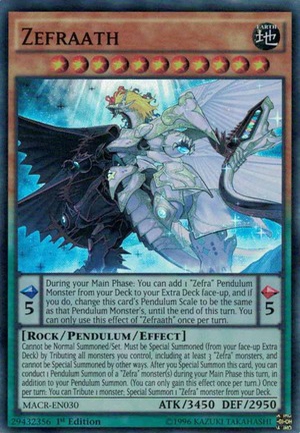 ZEFRAATH
EARTH
地
During your Main Phase: You can add 1 "Zefra" Pendulum
Monster from your Deck to your Extra Deck face-up, and if
you do, change this card's Pendulum Scale to be the same
as that Pendulum Monster's, until the end of this turn. You
can only use this effect of "Zefraath" once per turn.
5
5
[ROCK/PENDULUM/EFFECT]
Cannot be Normal Summoned/Set. Must be Special Summoned (from your face-up Extra
Deck) by Tributing all monsters you control, including at least 3 "Zefra" monsters, and
cannot be Special Summoned by other ways. After you Special Summon this card, you can
conduct 1 Pendulum Summon of a "Zefra" monster(s) during your Main Phase this turn, in
addition to your Pendulum Summon. (You can only gain this effect once per turn.) Once
per turn: You can Tribute 1 monster; Special Summon 1 "Zefra" monster from your Deck.
MACR-EN030
ATK/3450 DEF/2950
29432356 1st Edition
©1996 KAZUKI TAKAHASHI